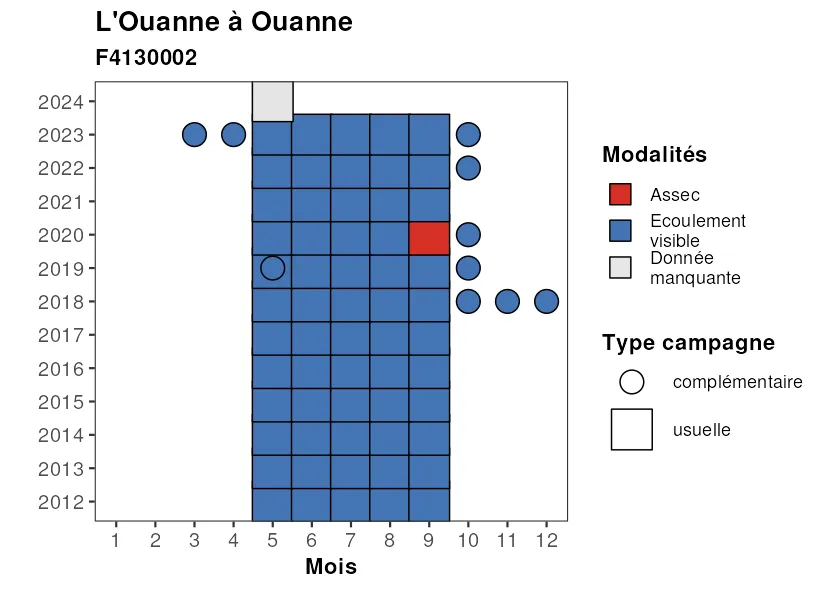 L'Ouanne à Ouanne
F4130002
2024
2023
2022
2021
2020
2019
2018
2017
2016
2015
2014
2013
2012
1 2 3 4 5 6 7 8 9 10 11 12
Mois
Modalités
Assec
Ecoulement
visible
Donnée
manquante
Type campagne
complémentaire
usuelle